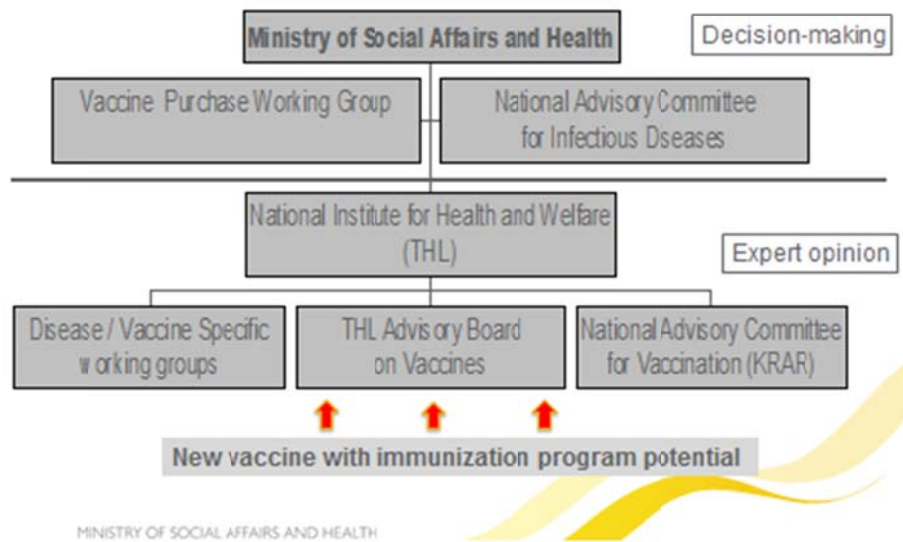 Ministry of Social Affairs and Health
Decision-making
Vaccine Purchase Working Group
National Advisory Committee
for Infectious Dseases
National Institute for Health and Welfare
(THL)
Expert opinion
Disease / Vaccine Specific
working groups
THL Advisory Board
on Vaccines
National Advisory Committee
for Vaccination (KRAR)
New vaccine with immunization program potential
MINISTRY OF SOCIAL AFFAIRS AND HEALTH